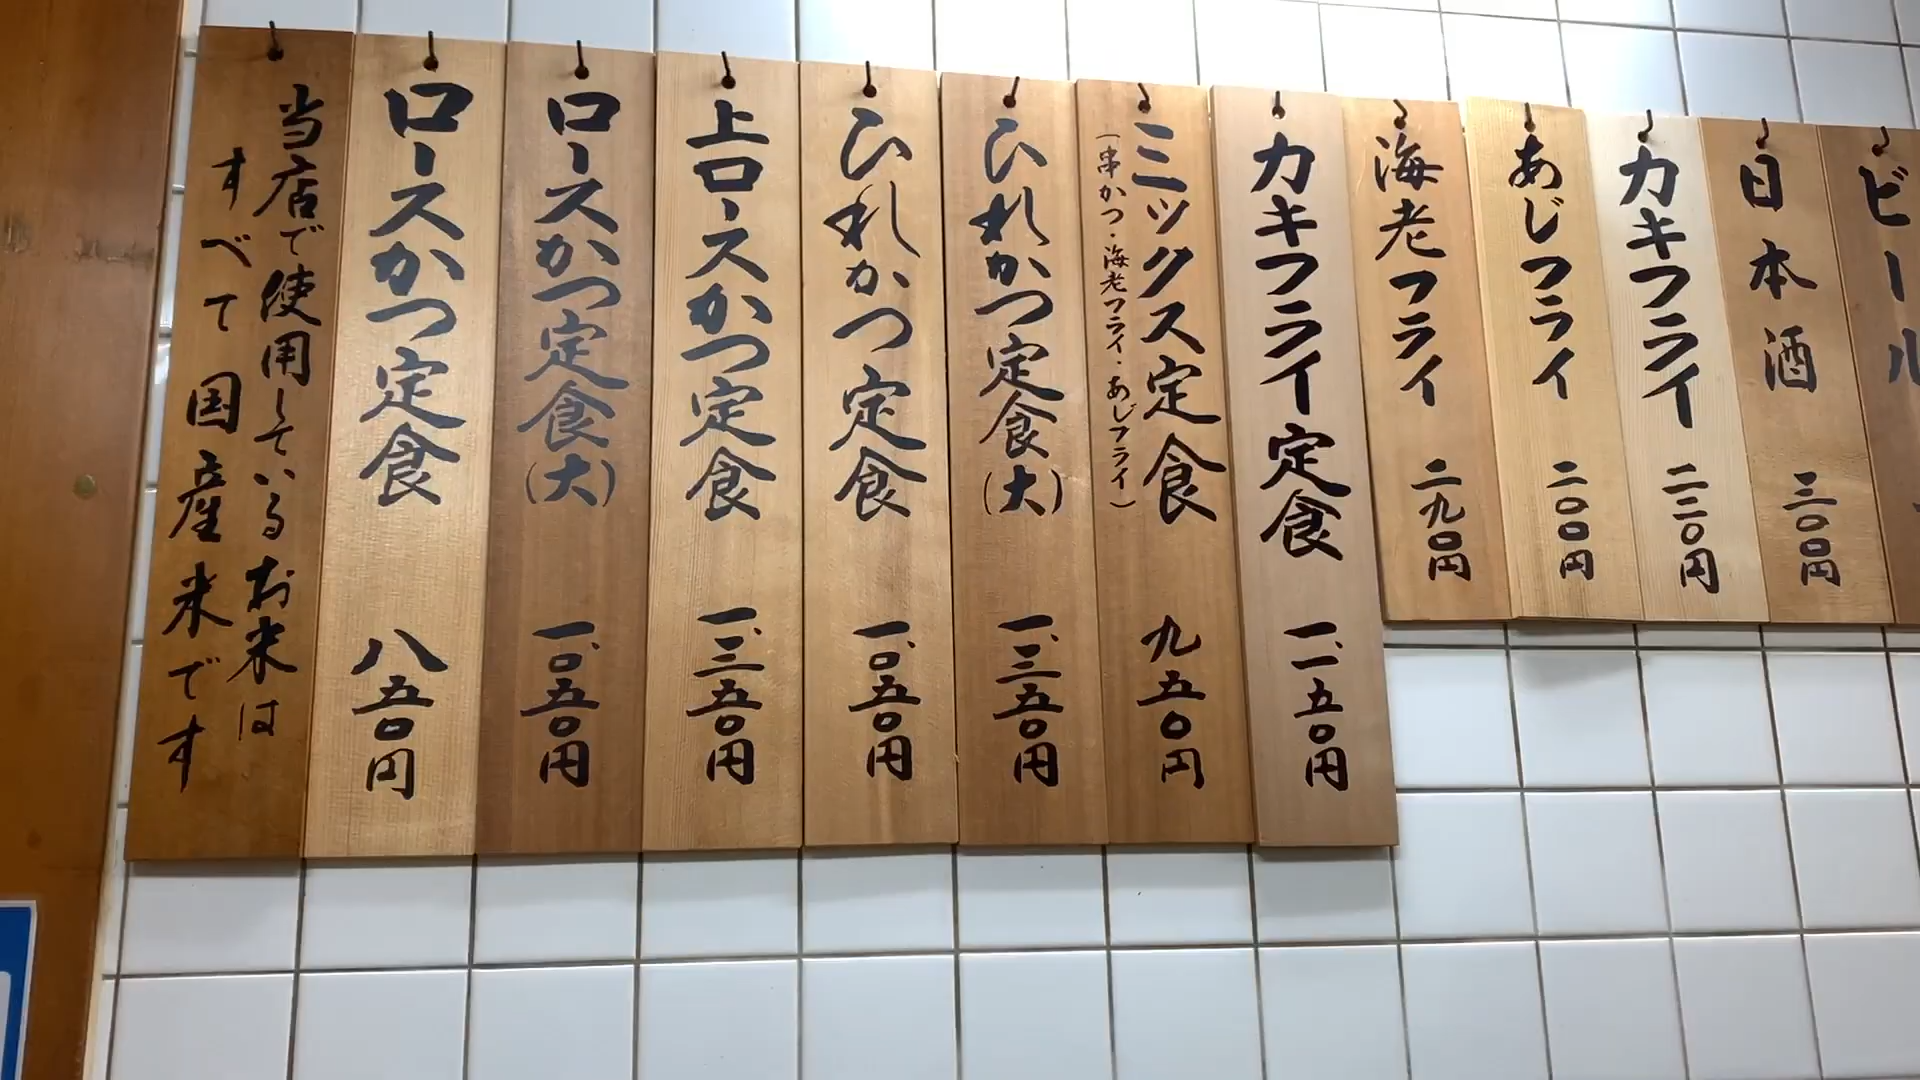 当店で使用しているお米は
すべて国産米です
ロースかつ定食 八五〇円
ロースかつ定食(大) 一、〇五〇円
上ロースかつ定食 一、三五〇円
ひれかつ定食 一、〇五〇円
ひれかつ定食(大) 一、三五〇円
ミックス定食 九五〇円
(串かつ・海老フライ・あじフライ)
カキフライ定食 一、一五〇円
海老フライ 二九〇円
あじフライ 二〇〇円
カキフライ 二三〇円
日本酒 三〇〇円
ビール